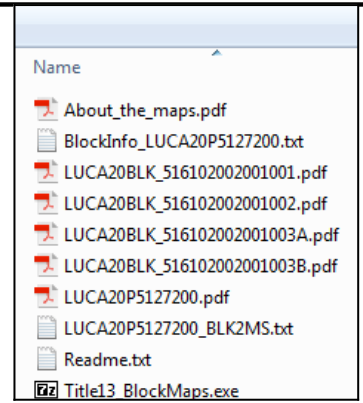 Name
About_the_maps.pdf
BlockInfo_LUCA20P5127200.txt
LUCA20BLK_516102002001001.pdf
LUCA20BLK_516102002001002.pdf
LUCA20BLK_516102002001003A.pdf
LUCA20BLK_516102002001003B.pdf
LUCA20P5127200.pdf
LUCA20P5127200_BLK2MS.txt
Readme.txt
7z Title13_BlockMaps.exe